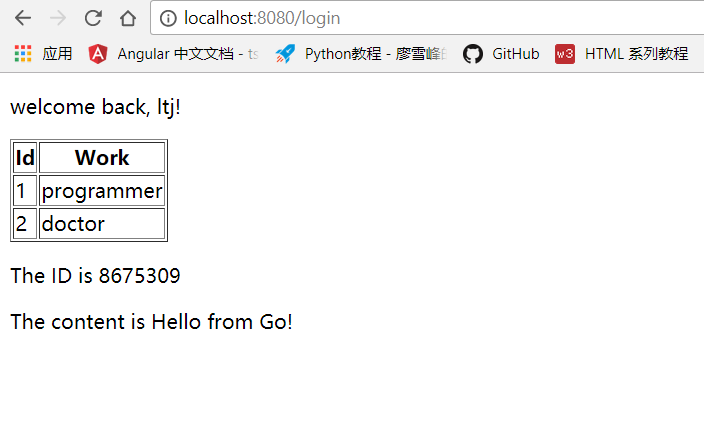 localhost:8080/login
应用 Angular 中文文档 - ts Python教程 - 廖雪峰 GitHub w3 HTML 系列教程
welcome back, ltj!
Id Work
1 programmer
2 doctor
The ID is 8675309
The content is Hello from Go!